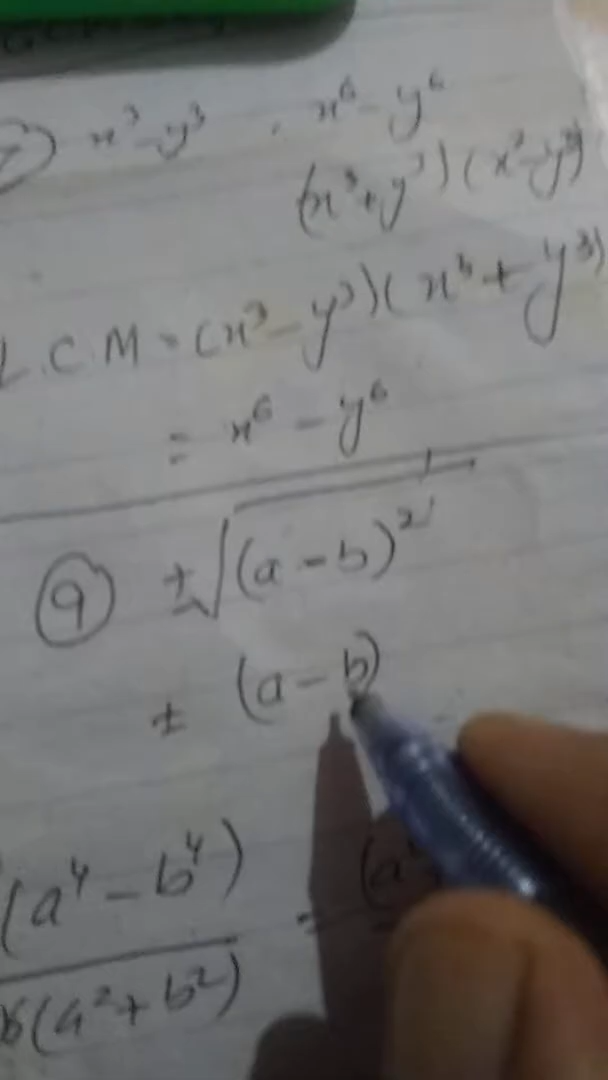 x³ - y³ , x⁶ - y⁶
(x³ + y³) (x³ - y³)
L.C.M = (x³ - y³)(x³ + y³)
= x⁶ - y⁶
⑨ ±√(a - b)²
± (a - b)
(a⁴ - b⁴)
(a² + b²)